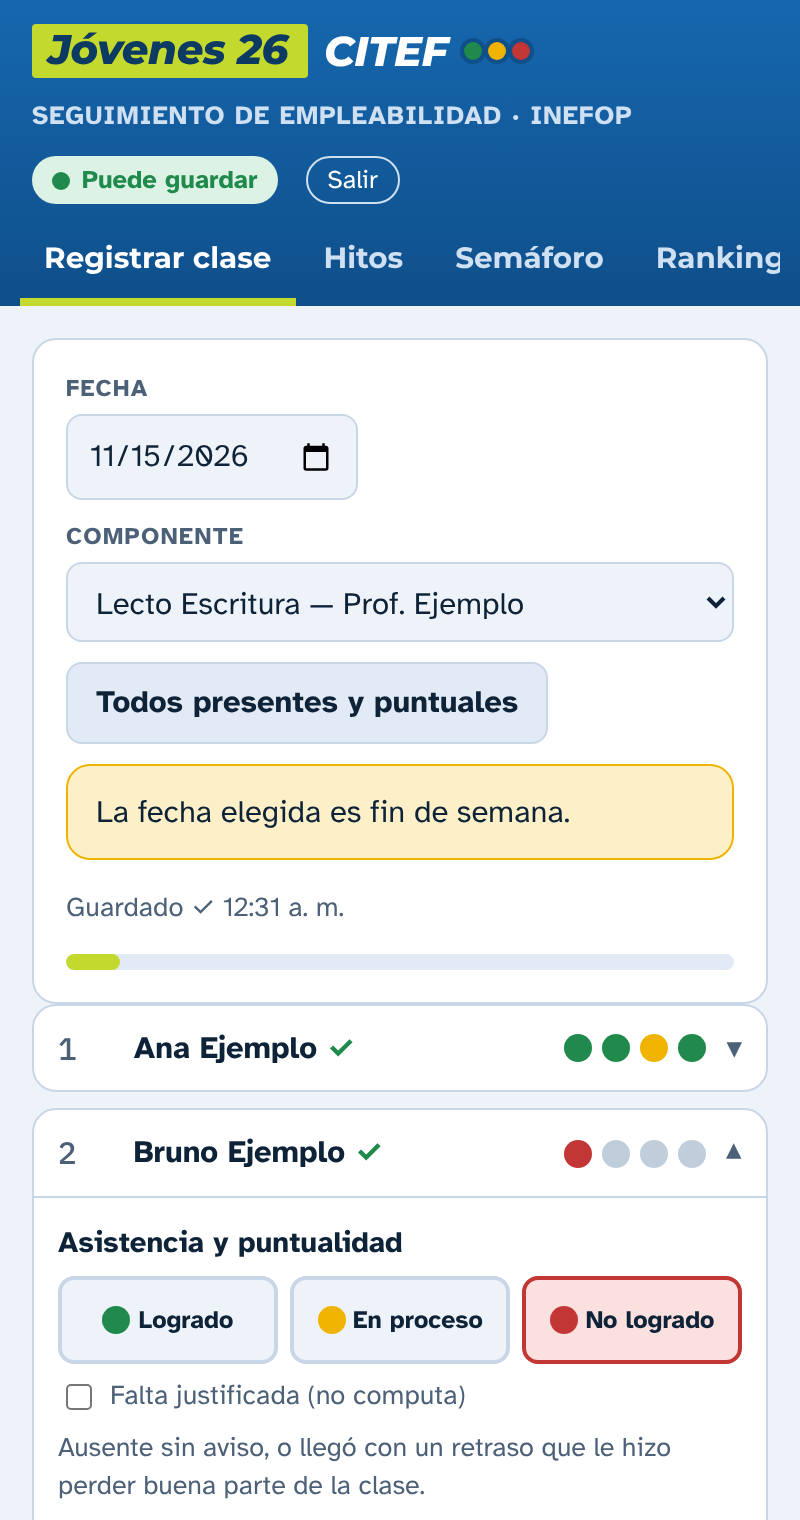 Jóvenes 26 CITEF
SEGUIMIENTO DE EMPLEABILIDAD · INEFOP
Puede guardar Salir
Registrar clase Hitos Semáforo Ranking
FECHA
11/15/2026
COMPONENTE
Lecto Escritura — Prof. Ejemplo
Todos presentes y puntuales
La fecha elegida es fin de semana.
Guardado ✓ 12:31 a. m.
1 Ana Ejemplo ✓ ▼
2 Bruno Ejemplo ✓ ▲
Asistencia y puntualidad
Logrado En proceso No logrado
Falta justificada (no computa)
Ausente sin aviso, o llegó con un retraso que le hizo
perder buena parte de la clase.